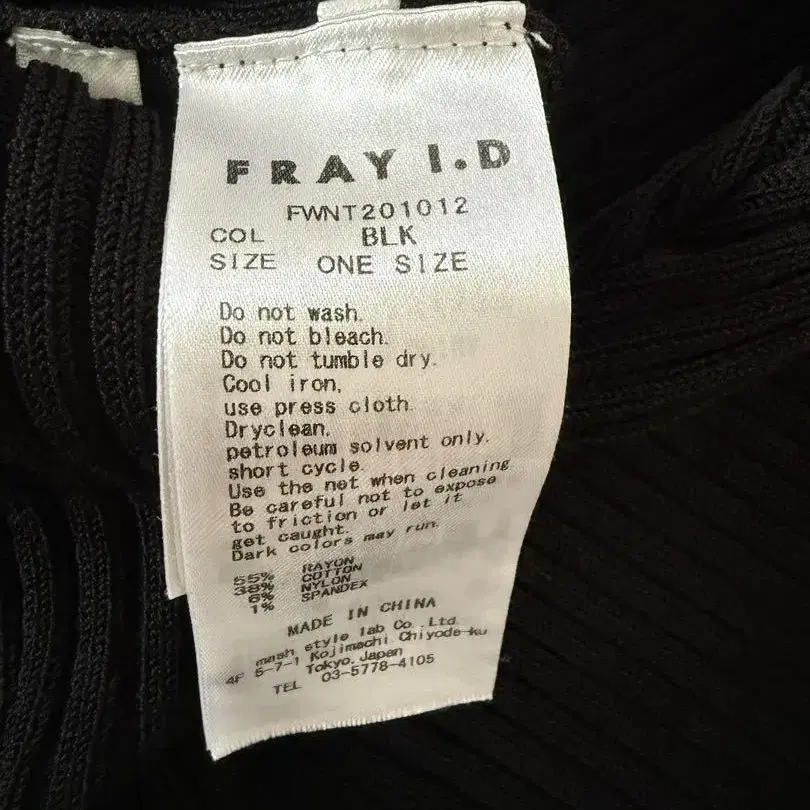 FRAY I.D
FWNT201012
COL BLK
SIZE ONE SIZE
Do not wash.
Do not bleach.
Do not tumble dry.
Cool iron,
use press cloth.
Dryclean,
petroleum solvent only.
short cycle.
Use the net when cleaning
Be careful not to expose
to friction or let it
get caught.
Dark colors may run.
55% RAYON
38% COTTON
6% NYLON
1% SPANDEX
MADE IN CHINA
mash style lab Co.,Ltd.
4F 5-7-1 Kojimachi Chiyoda-ku
Tokyo.Japan
TEL 03-5778-4105